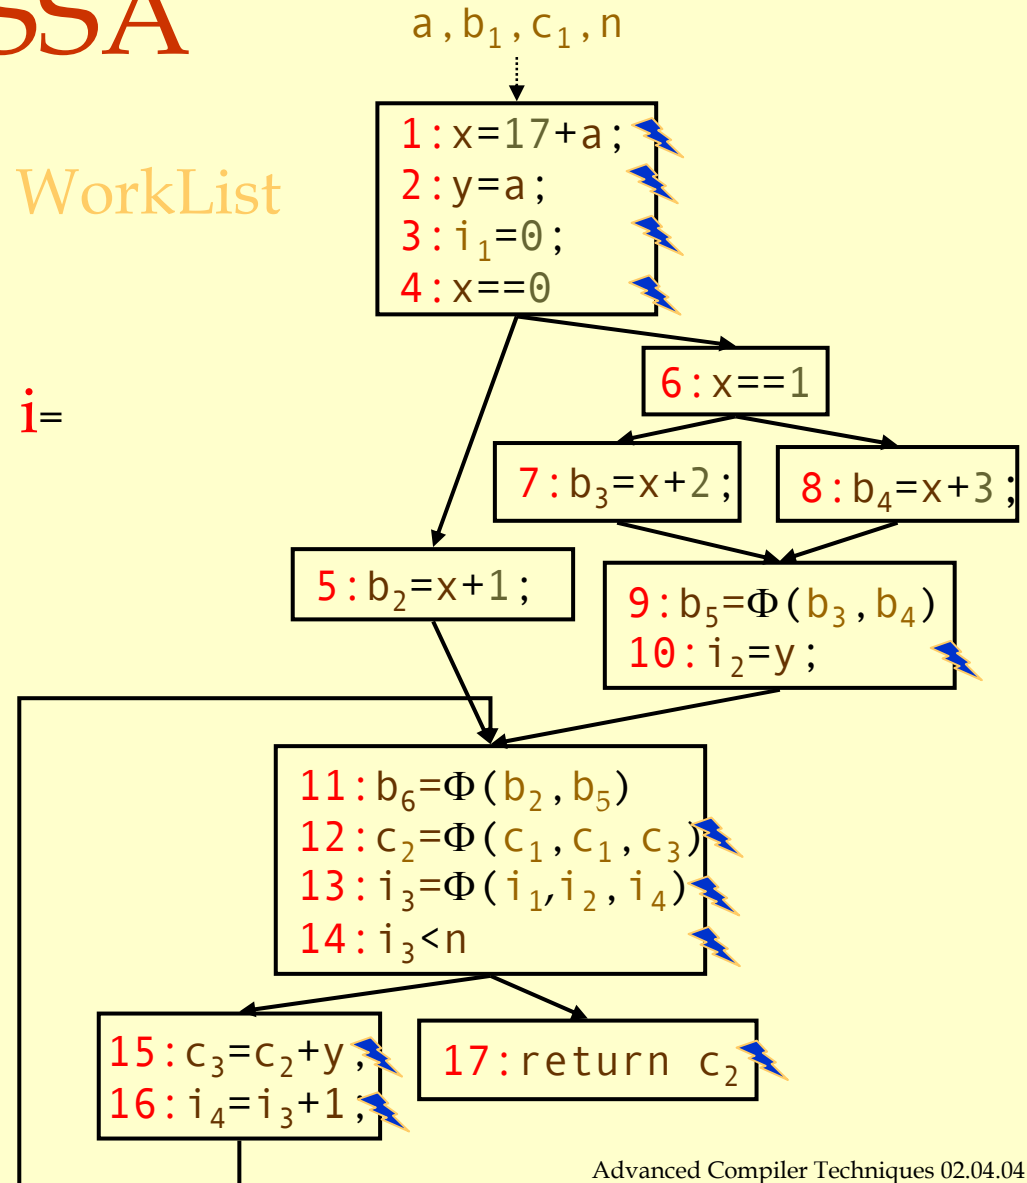 SSA
a,b₁,c₁,n
WorkList
i=
1:x=17+a;
2:y=a;
3:i₁=0;
4:x==0
6:x==1
7:b₃=x+2;
8:b₄=x+3;
5:b₂=x+1;
9:b₅=Φ(b₃,b₄)
10:i₂=y;
11:b₆=Φ(b₂,b₅)
12:c₂=Φ(c₁,c₁,c₃)
13:i₃=Φ(i₁,i₂,i₄)
14:i₃<n
15:c₃=c₂+y;
16:i₄=i₃+1;
17:return c₂
Advanced Compiler Techniques 02.04.04